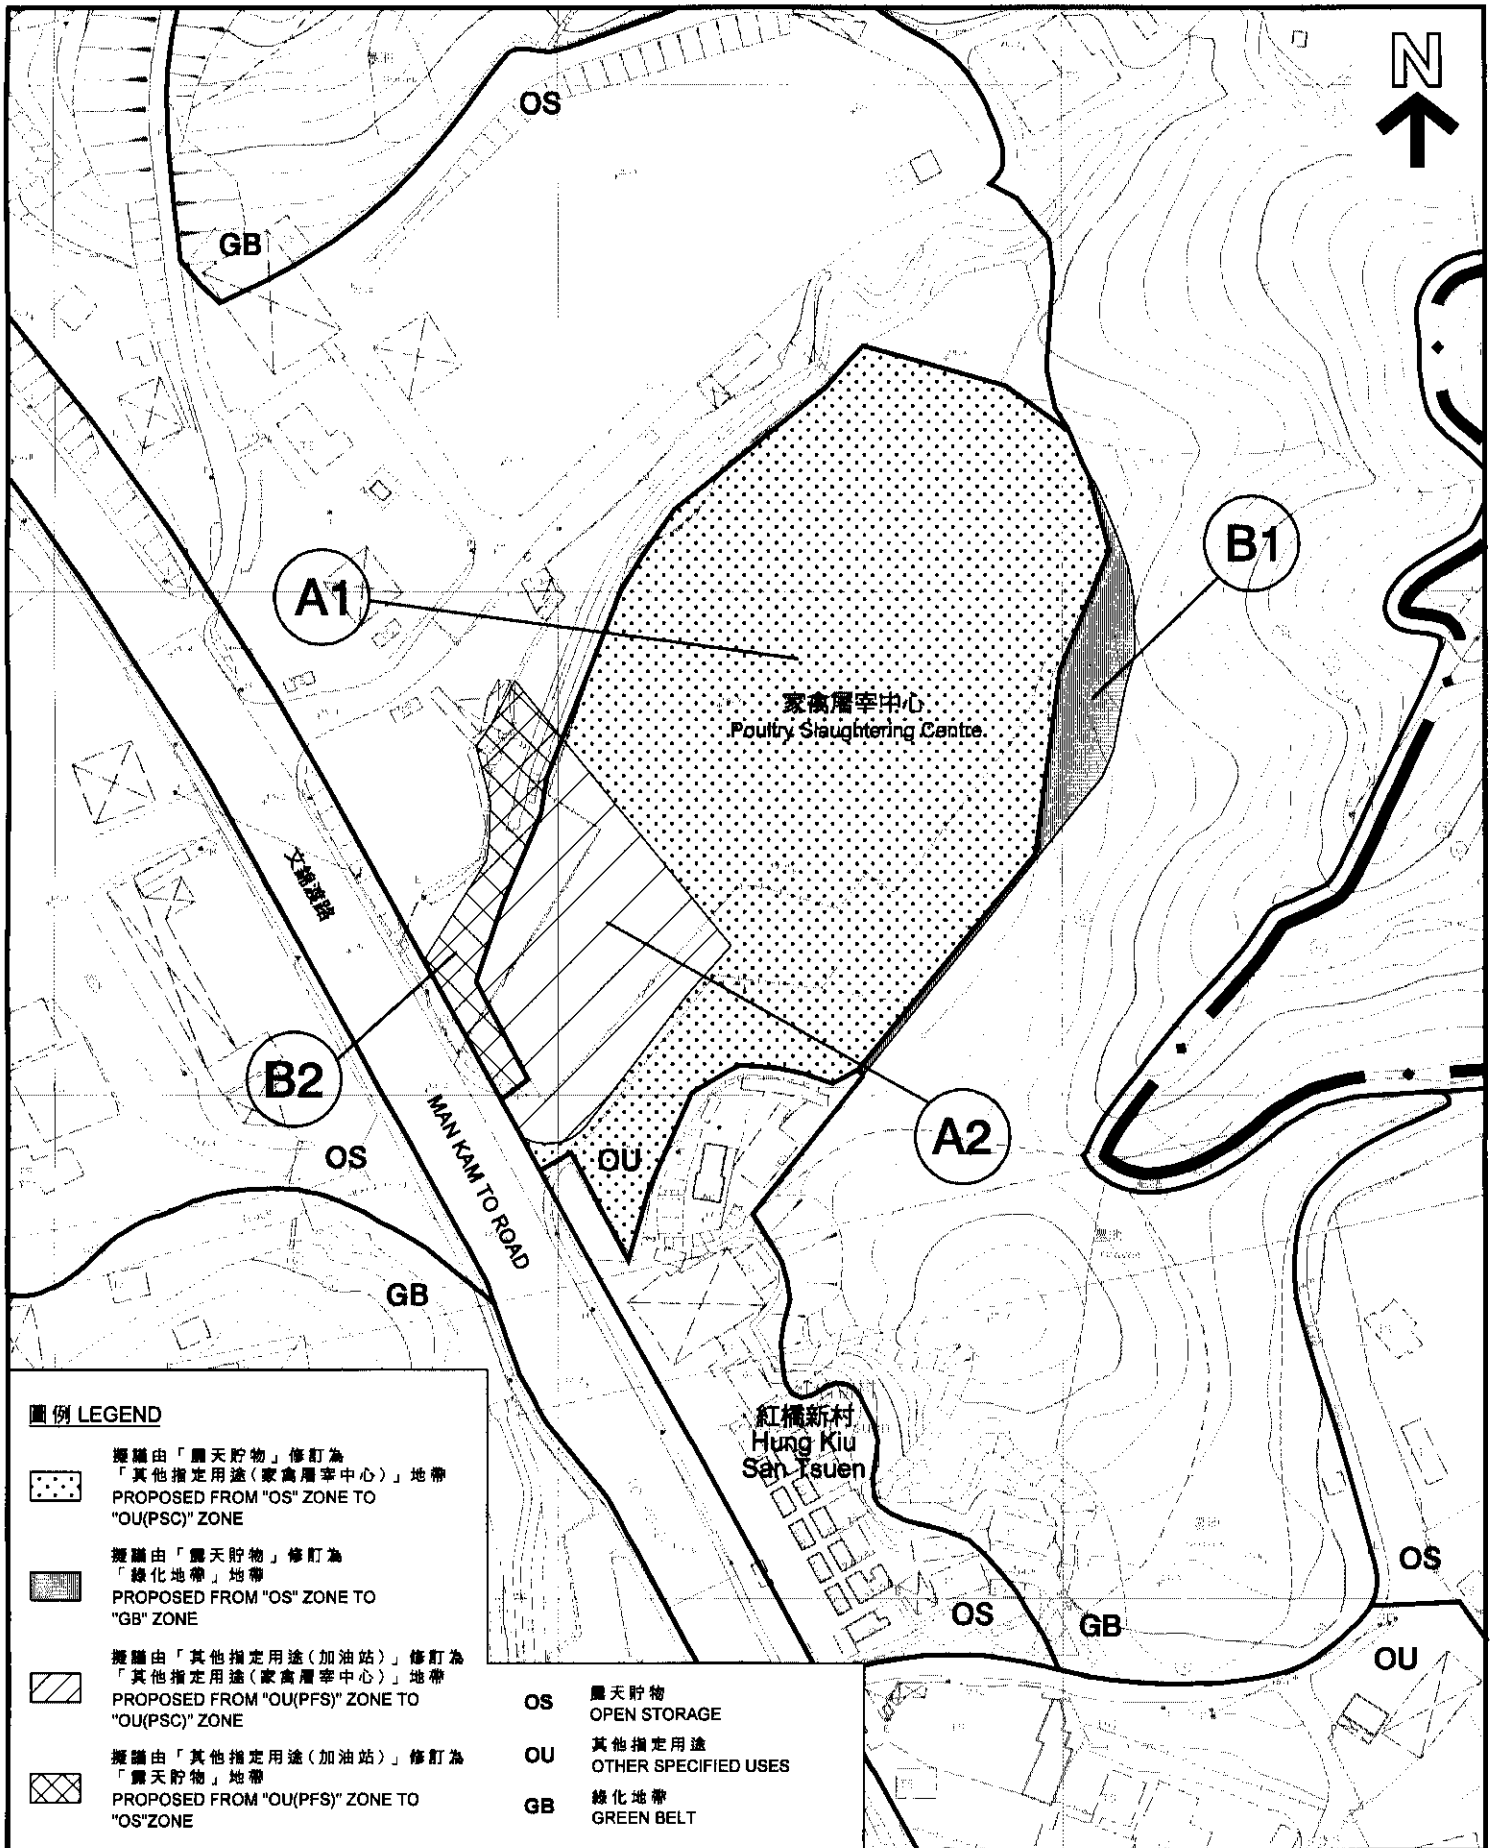 N
OS
GB
B1
A1
家禽屠宰中心
Poultry Slaughtering Centre
文錦渡路
B2
A2
MAN KAM TO ROAD
OS
OU
GB
紅橋新村
Hung Kiu
San Tsuen
OS
OS
GB
OU
圖例 LEGEND
擬議由「露天貯物」修訂為
「其他指定用途(家禽屠宰中心)」地帶
PROPOSED FROM "OS" ZONE TO
"OU(PSC)" ZONE
擬議由「露天貯物」修訂為
「綠化地帶」地帶
PROPOSED FROM "OS" ZONE TO
"GB" ZONE
擬議由「其他指定用途(加油站)」修訂為
「其他指定用途(家禽屠宰中心)」地帶
PROPOSED FROM "OU(PFS)" ZONE TO
"OU(PSC)" ZONE
擬議由「其他指定用途(加油站)」修訂為
「露天貯物」地帶
PROPOSED FROM "OU(PFS)" ZONE TO
"OS"ZONE
OS 露天貯物
OPEN STORAGE
OU 其他指定用途
OTHER SPECIFIED USES
GB 綠化地帶
GREEN BELT